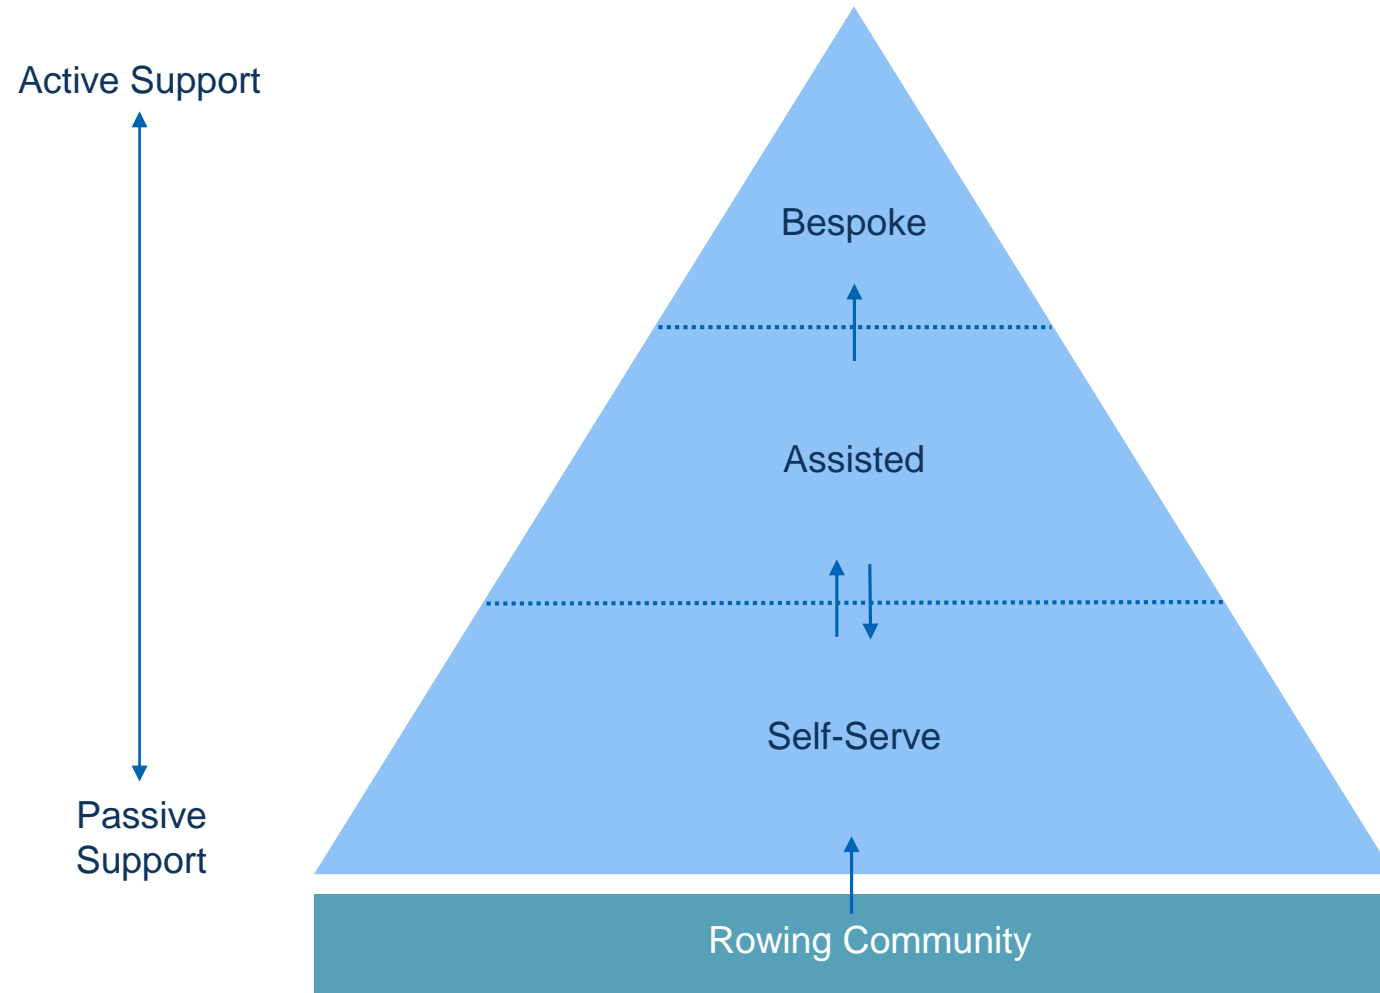 Active Support
Bespoke
Assisted
Self-Serve
Passive
Support
Rowing Community